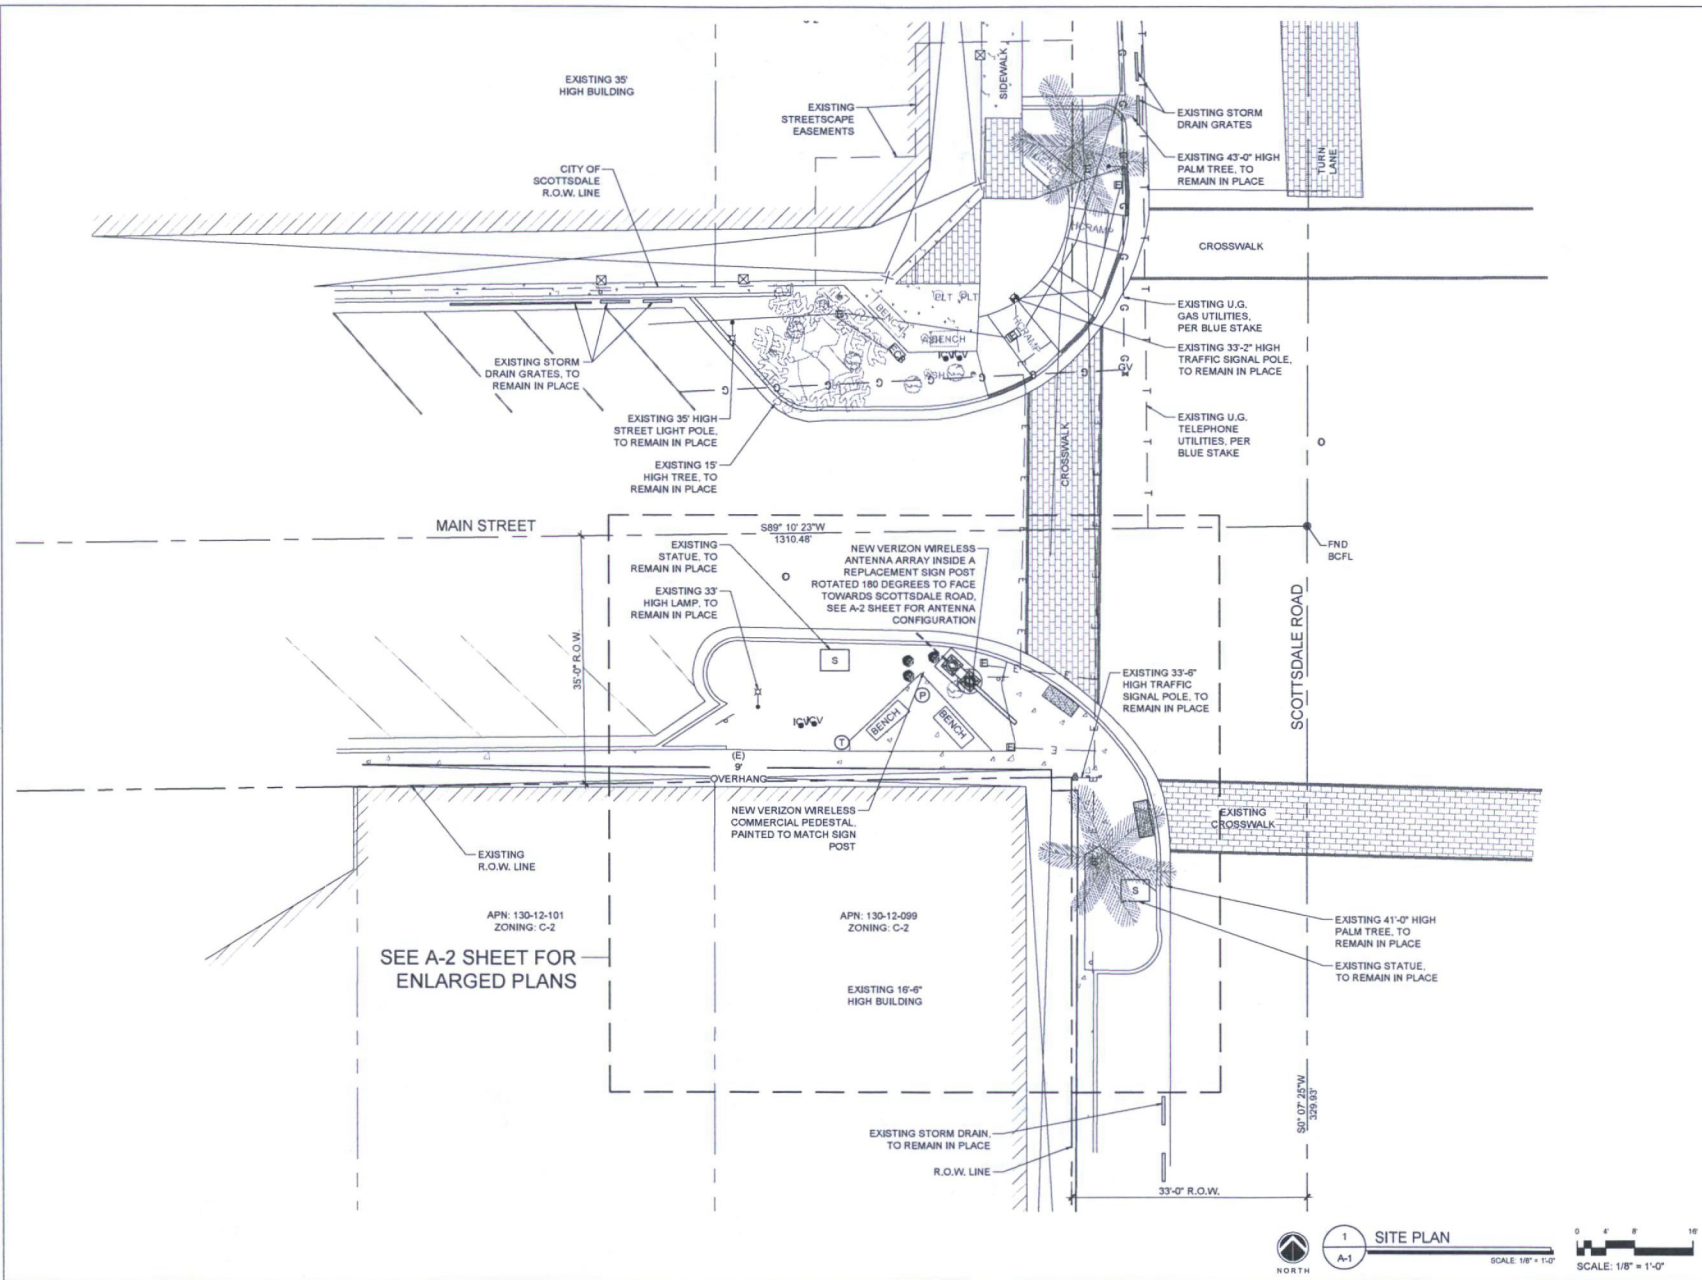 EXISTING 35'
HIGH BUILDING
EXISTING
STREETSCAPE
EASEMENTS
SIDEWALK
EXISTING STORM
DRAIN GRATES
TURN
LANE
CITY OF
SCOTTSDALE
R.O.W. LINE
EXISTING 43'-0" HIGH
PALM TREE, TO
REMAIN IN PLACE
HCRAMP
CROSSWALK
PLT PLT
BENCH
BENCH
HCRAMP
EXISTING U.G.
GAS UTILITIES,
PER BLUE STAKE
EXISTING 33'-2" HIGH
TRAFFIC SIGNAL POLE,
TO REMAIN IN PLACE
EXISTING STORM
DRAIN GRATES, TO
REMAIN IN PLACE
GV
EXISTING 35' HIGH
STREET LIGHT POLE,
TO REMAIN IN PLACE
EXISTING U.G.
TELEPHONE
UTILITIES, PER
BLUE STAKE
CROSSWALK
EXISTING 15'
HIGH TREE, TO
REMAIN IN PLACE
MAIN STREET
S89° 10' 23"W
1310.48'
FND
BCFL
EXISTING
STATUE, TO
REMAIN IN PLACE
NEW VERIZON WIRELESS
ANTENNA ARRAY INSIDE A
REPLACEMENT SIGN POST
ROTATED 180 DEGREES TO FACE
TOWARDS SCOTTSDALE ROAD,
SEE A-2 SHEET FOR ANTENNA
CONFIGURATION
EXISTING 33'
HIGH LAMP, TO
REMAIN IN PLACE
35'-0" R.O.W.
SCOTTSDALE ROAD
S
EXISTING 33'-6"
HIGH TRAFFIC
SIGNAL POLE, TO
REMAIN IN PLACE
P
BENCH
BENCH
T
(E)
9'
OVERHANG
NEW VERIZON WIRELESS
COMMERCIAL PEDESTAL,
PAINTED TO MATCH SIGN
POST
EXISTING
CROSSWALK
EXISTING
R.O.W. LINE
S
APN: 130-12-101
ZONING: C-2
APN: 130-12-099
ZONING: C-2
EXISTING 41'-0" HIGH
PALM TREE, TO
REMAIN IN PLACE
SEE A-2 SHEET FOR
ENLARGED PLANS
EXISTING STATUE,
TO REMAIN IN PLACE
EXISTING 16'-6"
HIGH BUILDING
S0° 07' 25"W
329.93'
EXISTING STORM DRAIN,
TO REMAIN IN PLACE
R.O.W. LINE
33'-0" R.O.W.
NORTH
1
A-1
SITE PLAN
SCALE: 1/8" = 1'-0"
0 4' 8' 16'
SCALE: 1/8" = 1'-0"